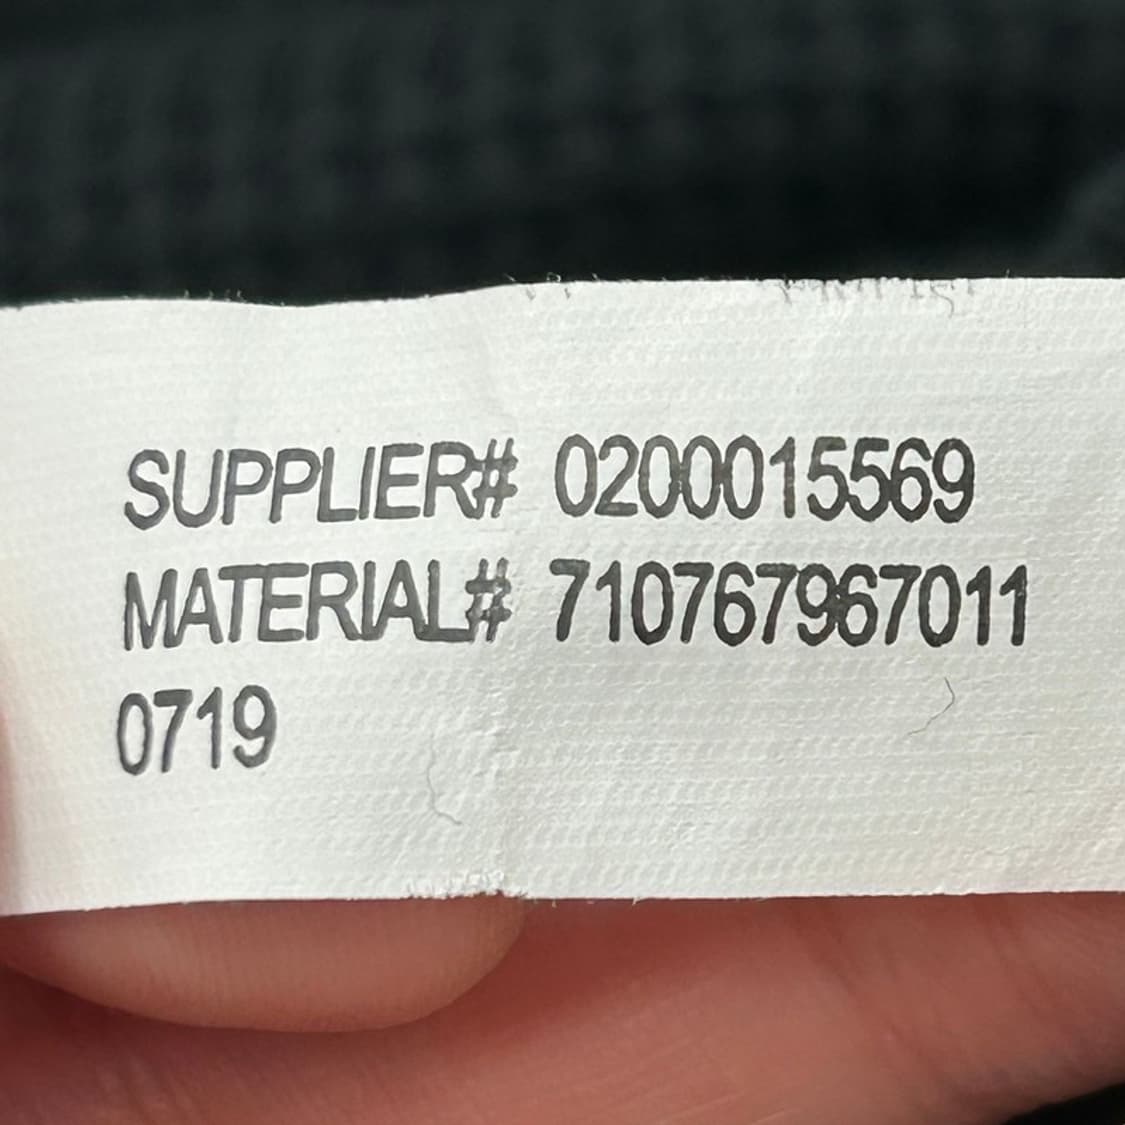 SUPPLIER# 0200015569
MATERIAL# 710767967011
0719